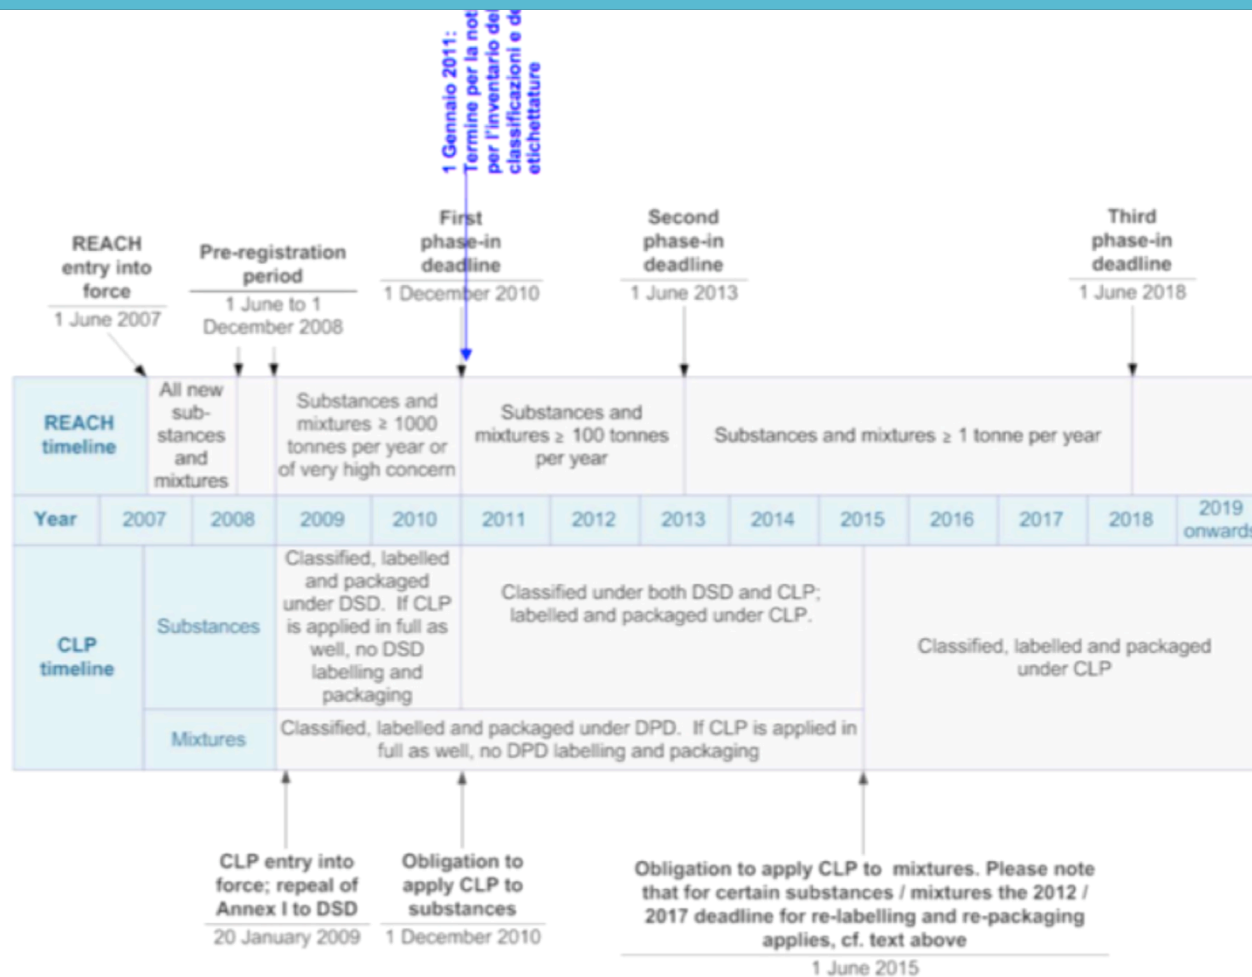 1 Gennaio 2011:
Termine per la
per l'inventario
classificazioni e
etichettature
REACH
entry into
force
1 June 2007
Pre-registration
period
1 June to 1
December 2008
First
phase-in
deadline
1 December 2010
Second
phase-in
deadline
1 June 2013
Third
phase-in
deadline
1 June 2018
REACH
timeline
All new
sub-
stances
and
mixtures
Substances and
mixtures ≥ 1000
tonnes per year or
of very high concern
Substances and
mixtures ≥ 100 tonnes
per year
Substances and mixtures ≥ 1 tonne per year
Year
2007
2008
2009
2010
2011
2012
2013
2014
2015
2016
2017
2018
2019
onwards
CLP
timeline
Substances
Classified, labelled
and packaged
under DSD. If CLP
is applied in full as
well, no DSD
labelling and
packaging
Classified under both DSD and CLP;
labelled and packaged under CLP.
Classified, labelled and packaged
under CLP
Mixtures
Classified, labelled and packaged under DPD. If CLP is applied in
full as well, no DPD labelling and packaging
CLP entry into
force; repeal of
Annex I to DSD
20 January 2009
Obligation to
apply CLP to
substances
1 December 2010
Obligation to apply CLP to mixtures. Please note
that for certain substances / mixtures the 2012 /
2017 deadline for re-labelling and re-packaging
applies, cf. text above
1 June 2015